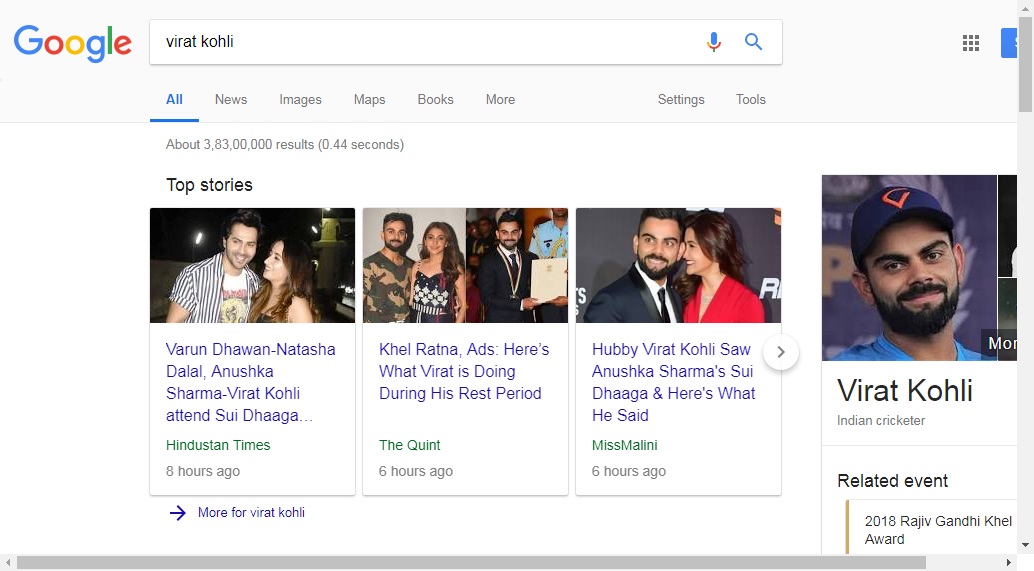 Google
virat kohli
All News Images Maps Books More Settings Tools
About 3,83,00,000 results (0.44 seconds)
Top stories
Varun Dhawan-Natasha
Dalal, Anushka
Sharma-Virat Kohli
attend Sui Dhaaga…
Hindustan Times
8 hours ago
Khel Ratna, Ads: Here's
What Virat is Doing
During His Rest Period
The Quint
6 hours ago
Hubby Virat Kohli Saw
Anushka Sharma's Sui
Dhaaga & Here's What
He Said
MissMalini
6 hours ago
More for virat kohli
Mor
Virat Kohli
Indian cricketer
Related event
2018 Rajiv Gandhi Khel
Award